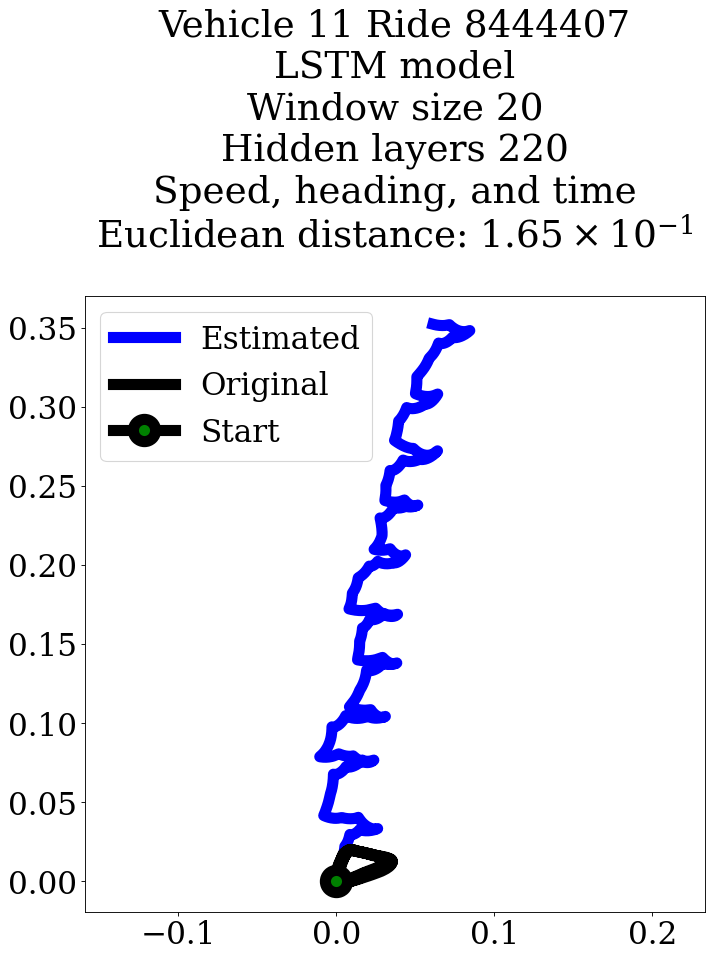 Vehicle 11 Ride 8444407
LSTM model
Window size 20
Hidden layers 220
Speed, heading, and time
Euclidean distance: 1.65 × 10⁻¹
Estimated
Original
Start
0.35
0.30
0.25
0.20
0.15
0.10
0.05
0.00
−0.1 0.0 0.1 0.2